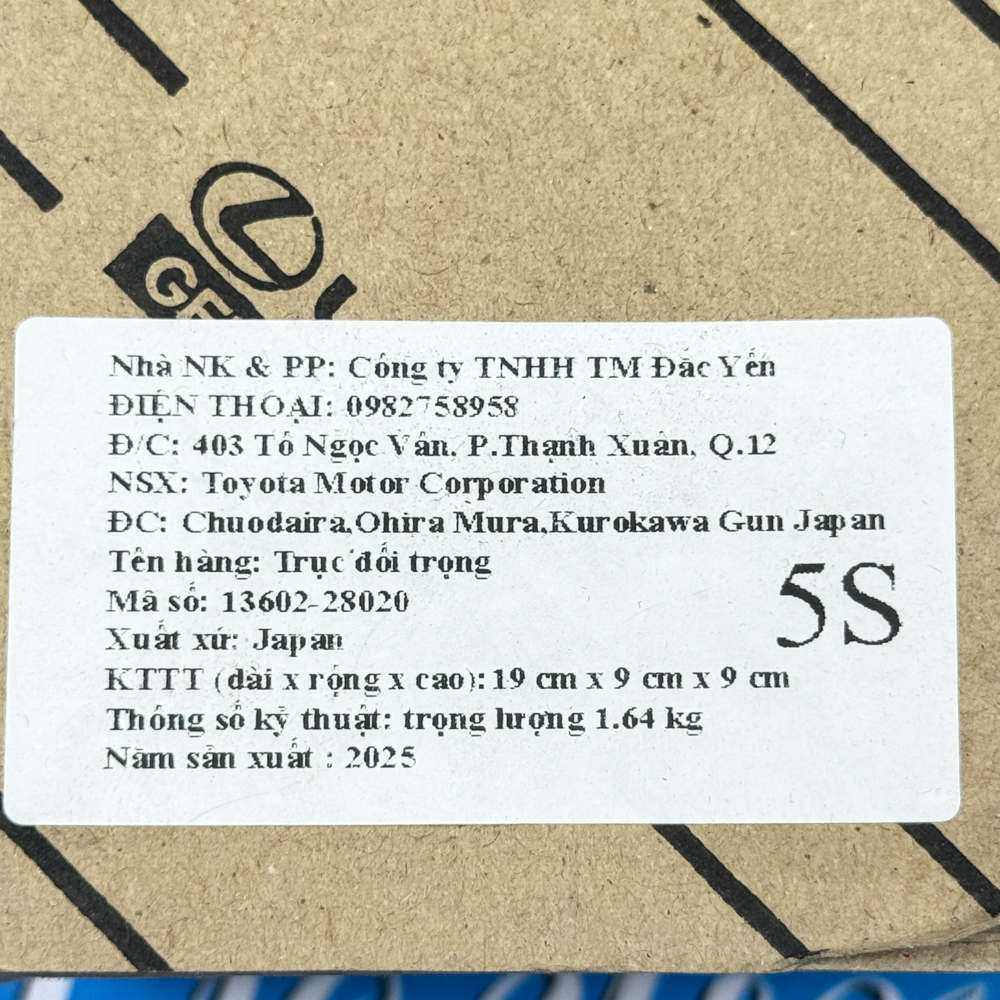 GE
Nhà NK & PP: Công ty TNHH TM Đắc Yến
ĐIỆN THOẠI: 0982758958
Đ/C: 403 Tô Ngọc Vân, P.Thạnh Xuân, Q.12
NSX: Toyota Motor Corporation
ĐC: Chuodaira,Ohira Mura,Kurokawa Gun Japan
Tên hàng: Trục đối trọng
Mã số: 13602-28020
5S
Xuất xứ: Japan
KTTT (dài x rộng x cao): 19 cm x 9 cm x 9 cm
Thông số kỹ thuật: trọng lượng 1.64 kg
Năm sản xuất : 2025